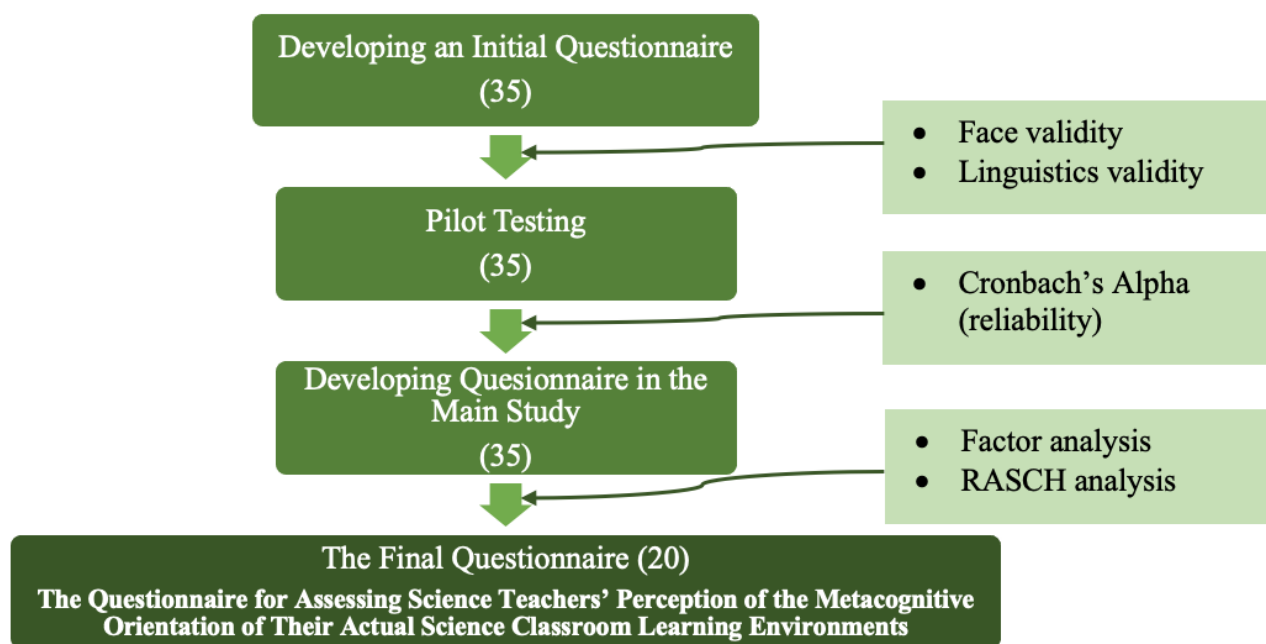 Developing an Initial Questionnaire
(35)
• Face validity
• Linguistics validity
Pilot Testing
(35)
• Cronbach’s Alpha
(reliability)
Developing Quesionnaire in the
Main Study
(35)
• Factor analysis
• RASCH analysis
The Final Questionnaire (20)
The Questionnaire for Assessing Science Teachers’ Perception of the Metacognitive
Orientation of Their Actual Science Classroom Learning Environments